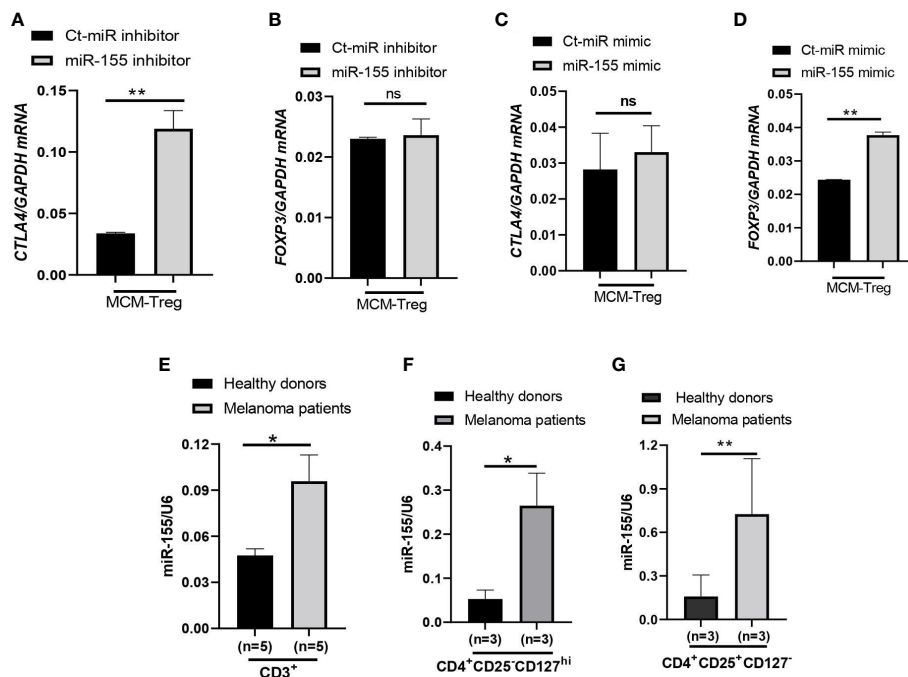 A
Ct-miR inhibitor
miR-155 inhibitor
CTLA4/GAPDH mRNA
0.15
0.10
0.05
0.00
**
MCM-Treg
B
Ct-miR inhibitor
miR-155 inhibitor
FOXP3/GAPDH mRNA
0.03
0.02
0.01
0.00
ns
MCM-Treg
C
Ct-miR mimic
miR-155 mimic
CTLA4/GAPDH mRNA
0.05
0.04
0.03
0.02
0.01
0.00
ns
MCM-Treg
D
Ct-miR mimic
miR-155 mimic
FOXP3/GAPDH mRNA
0.05
0.04
0.03
0.02
0.01
0.00
**
MCM-Treg
E
Healthy donors
Melanoma patients
miR-155/U6
0.12
0.09
0.06
0.03
0.00
*
(n=5) (n=5)
CD3⁺
F
Healthy donors
Melanoma patients
miR-155/U6
0.4
0.3
0.2
0.1
0.0
*
(n=3) (n=3)
CD4⁺CD25⁻CD127ʰⁱ
G
Healthy donors
Melanoma patients
miR-155/U6
1.2
0.9
0.6
0.3
0.0
**
(n=3) (n=3)
CD4⁺CD25⁺CD127⁻